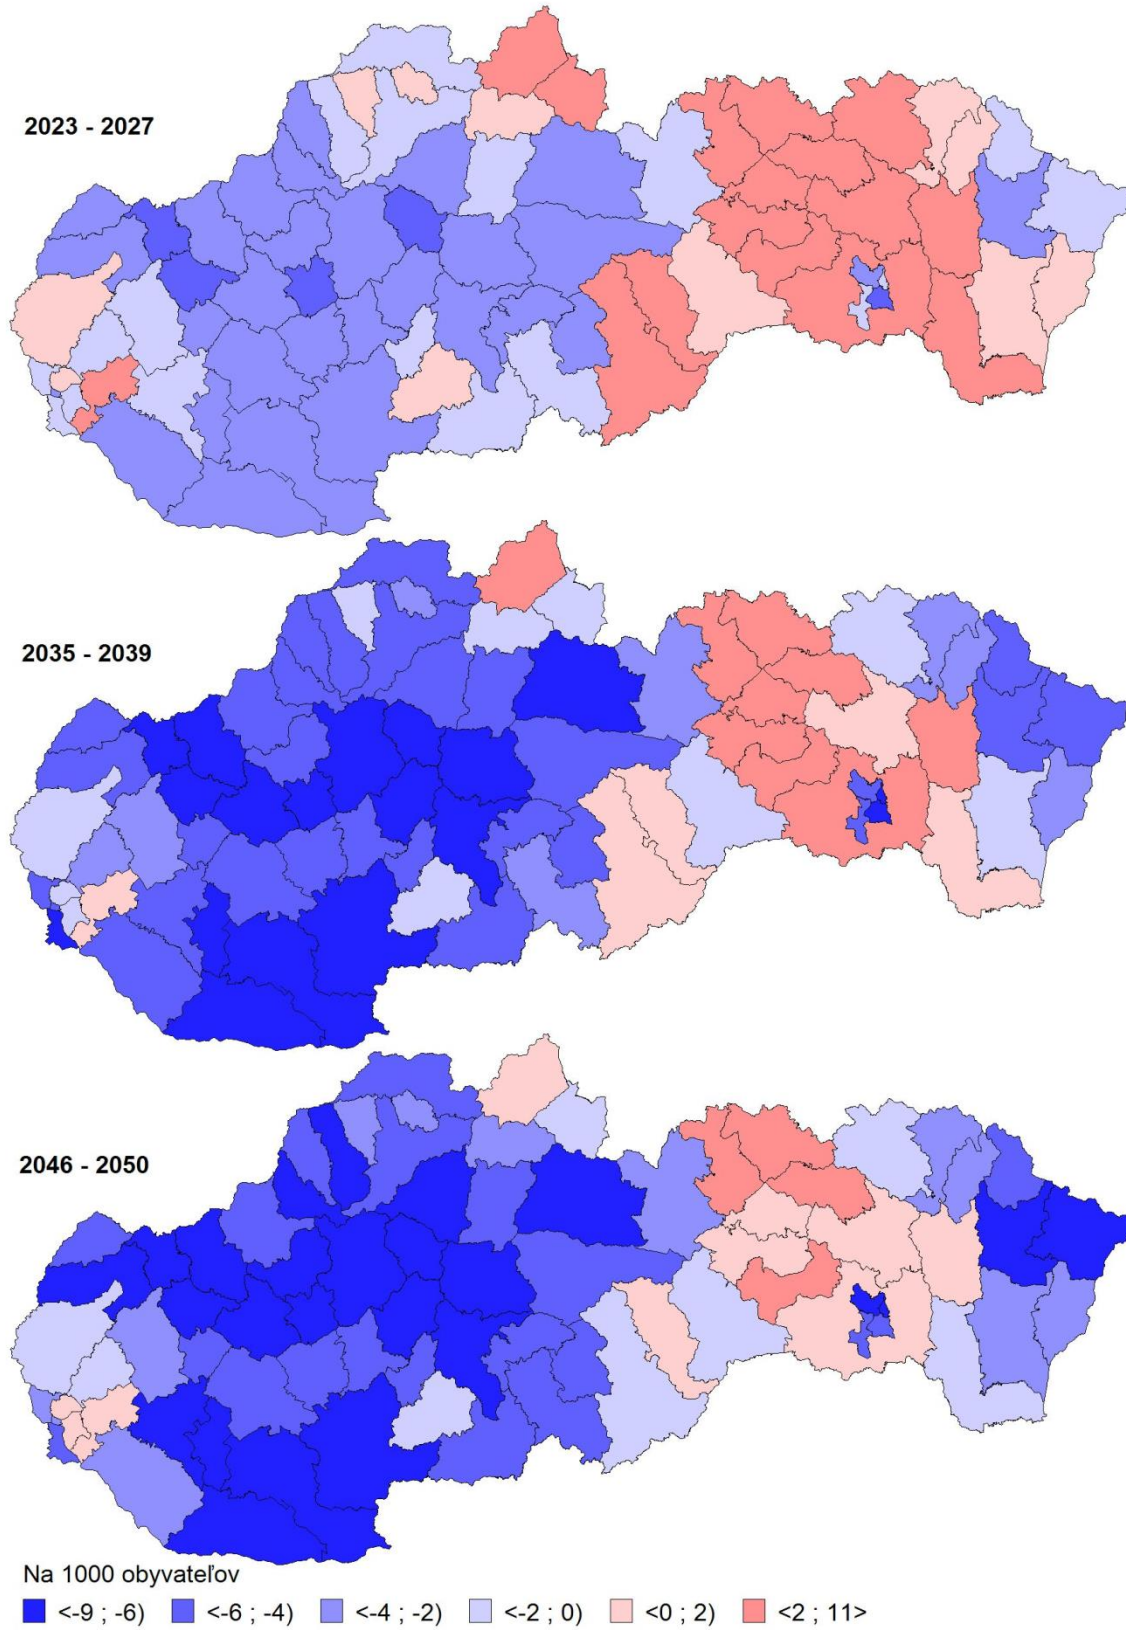 2023 - 2027
2035 - 2039
2046 - 2050
Na 1000 obyvateľov
<-9 ; -6) <-6 ; -4) <-4 ; -2) <-2 ; 0) <0 ; 2) <2 ; 11>